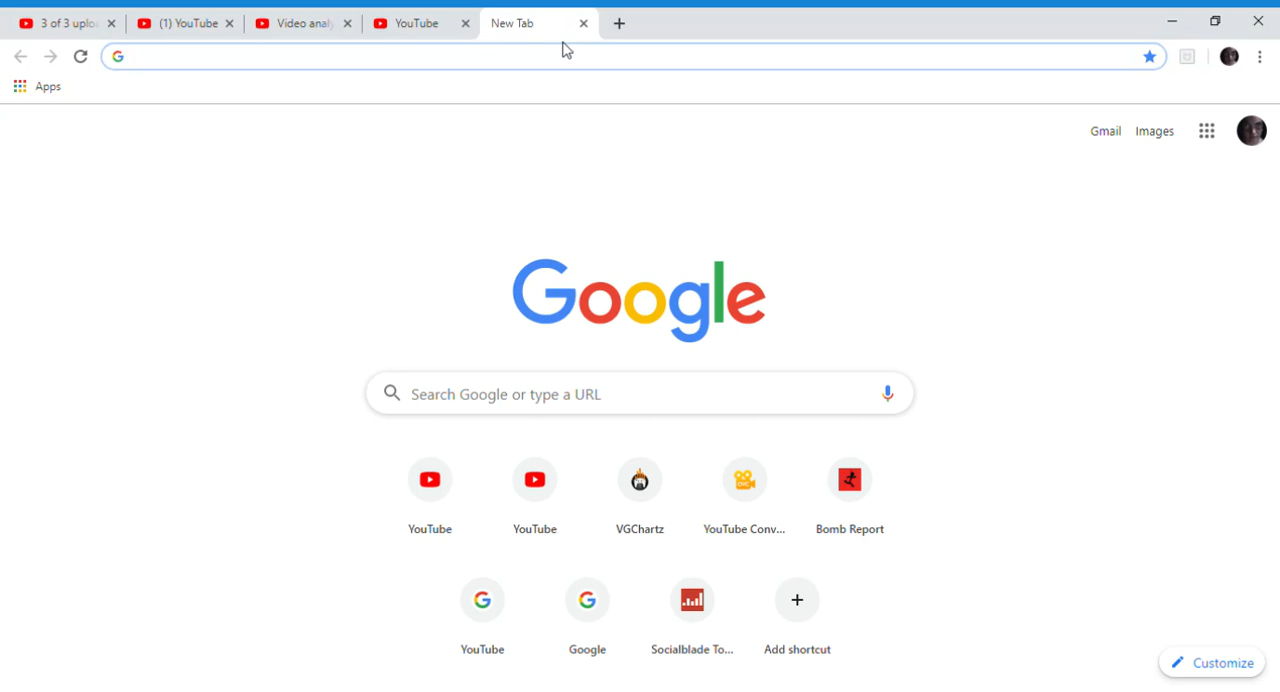 3 of 3 uploa
(1) YouTube
Video analy
YouTube
New Tab
Apps
Gmail Images
Google
Search Google or type a URL
YouTube YouTube VGChartz YouTube Conv... Bomb Report
YouTube Google Socialblade To... Add shortcut
Customize